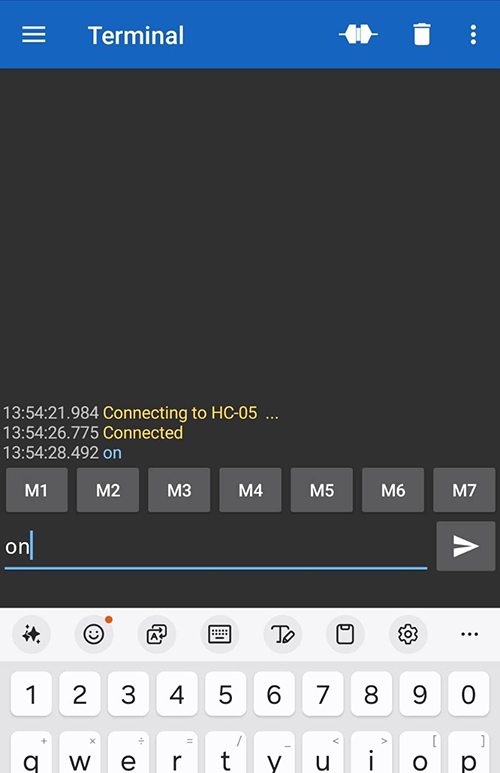 Terminal
13:54:21.984 Connecting to HC-05 ...
13:54:26.775 Connected
13:54:28.492 on
M1 M2 M3 M4 M5 M6 M7
on
1 2 3 4 5 6 7 8 9 0
+ × ÷ = / _ < > [ ]
q w e r t y u i o p